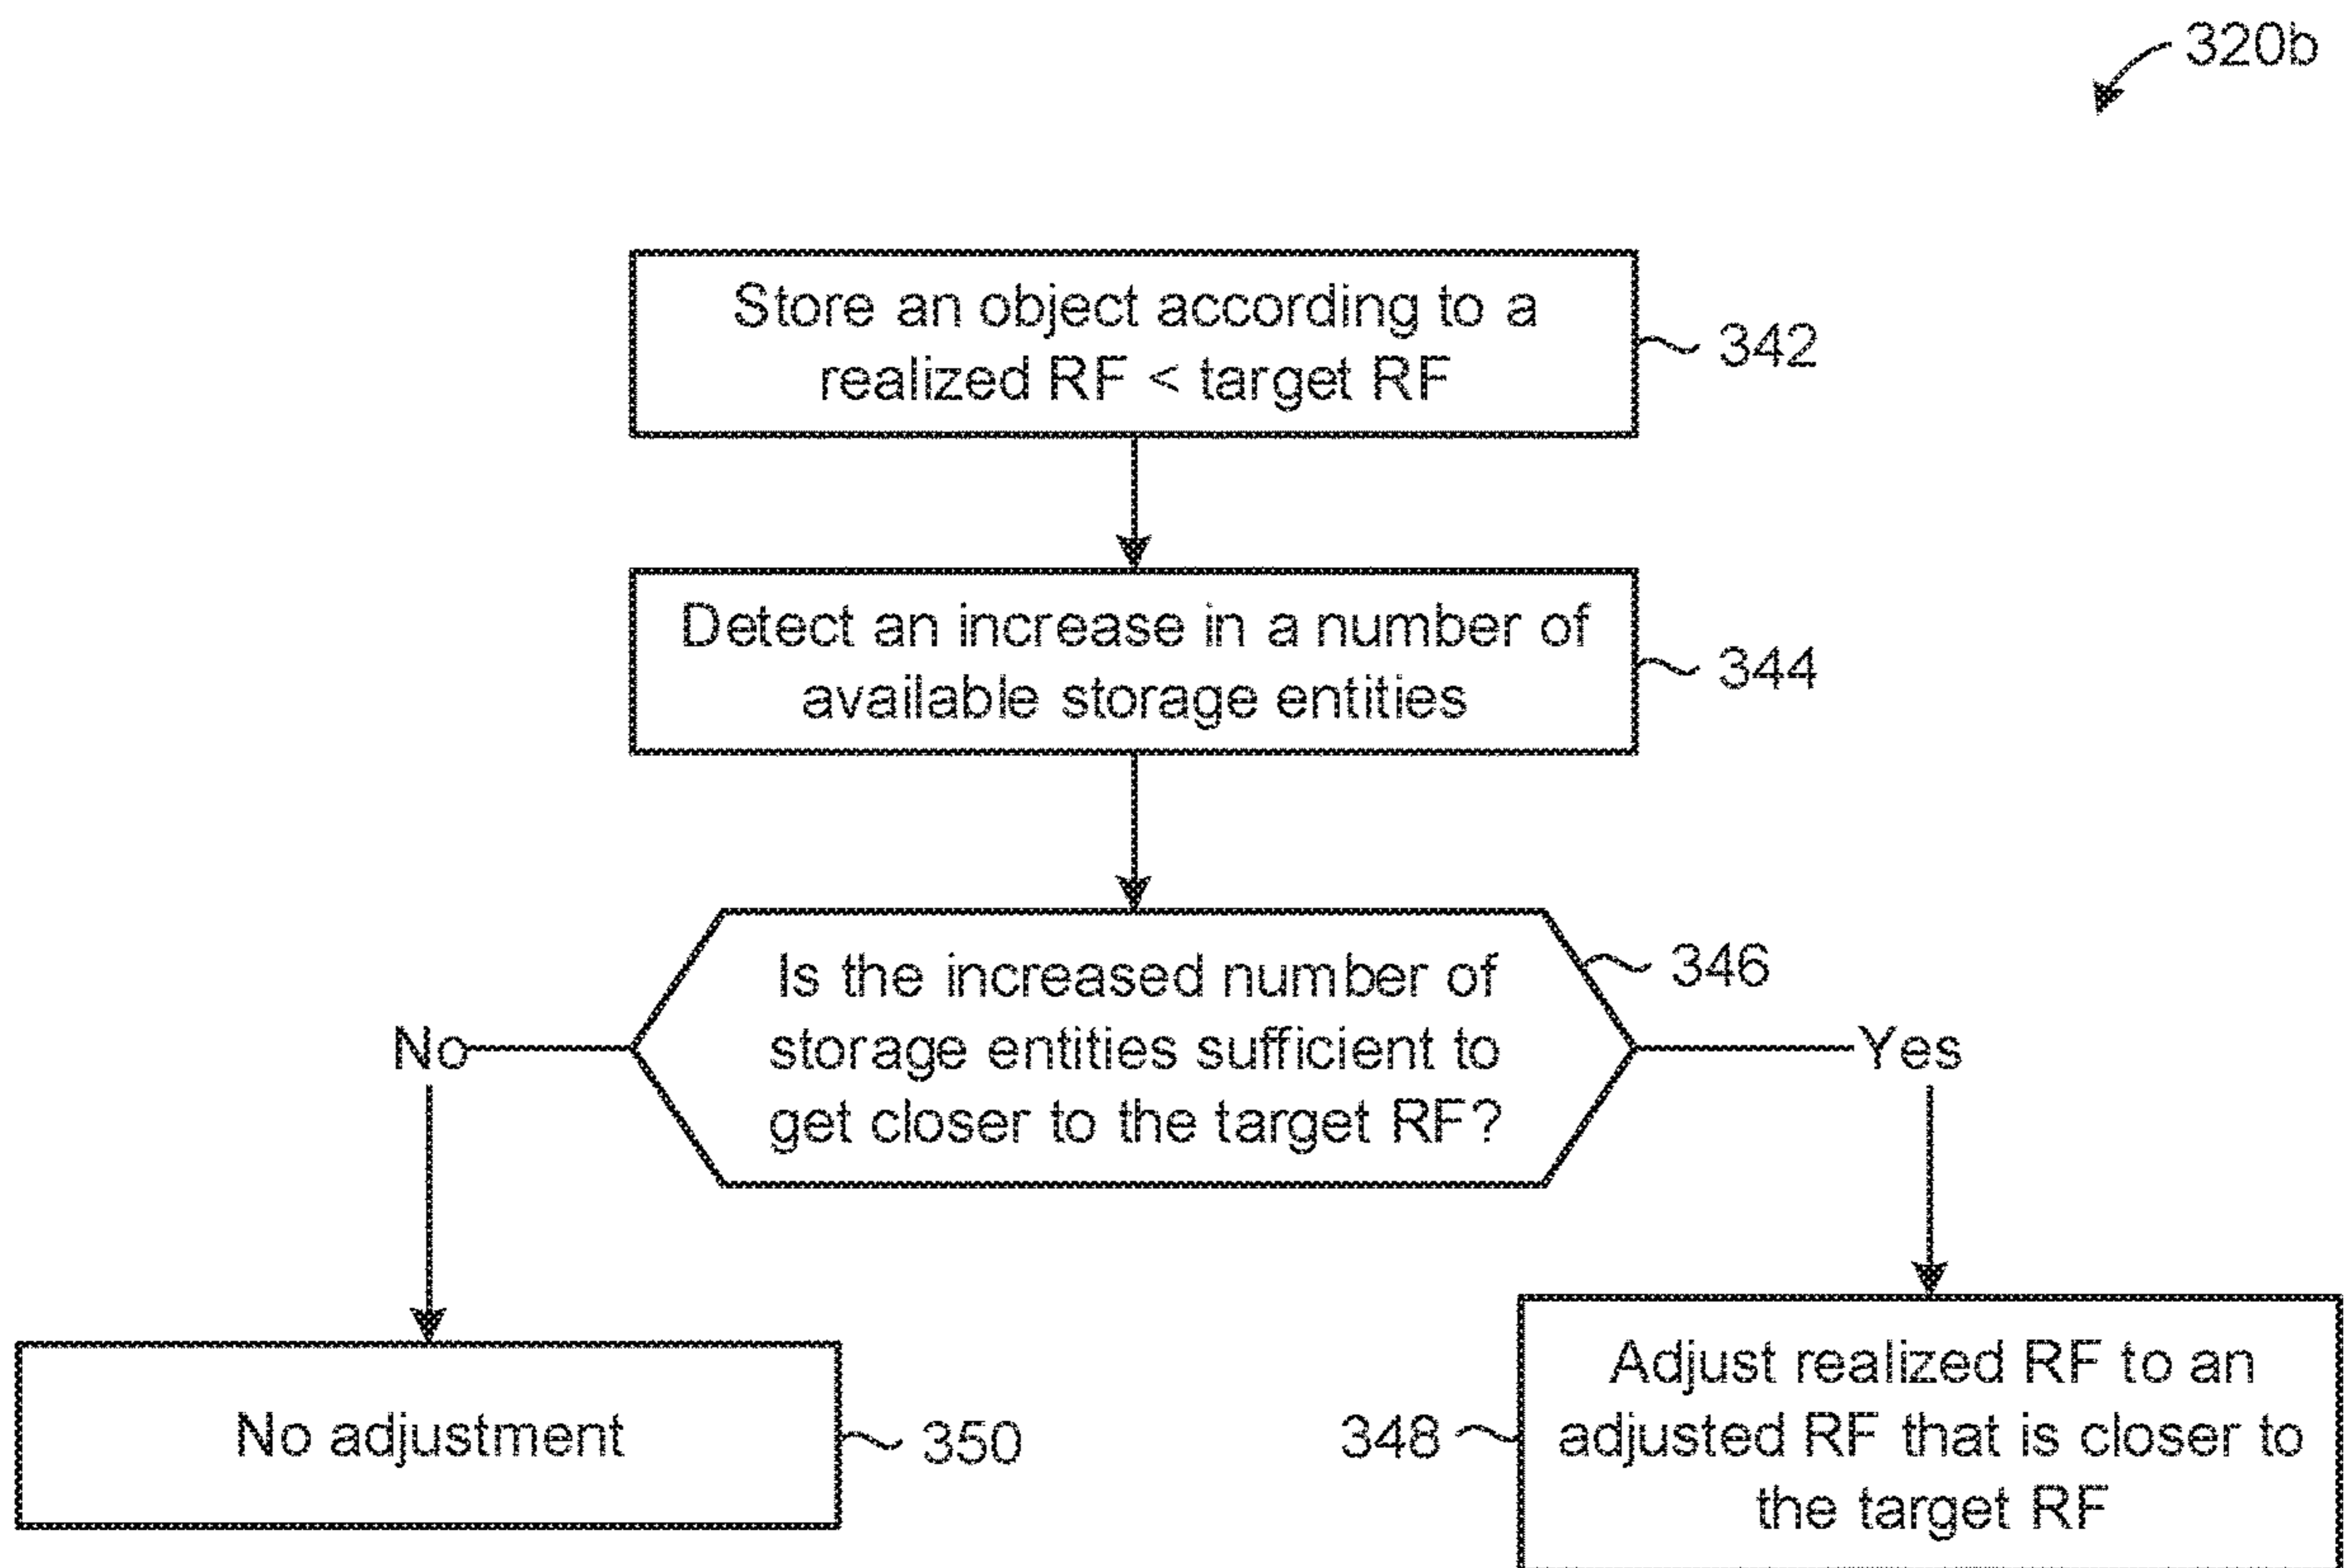 320b
Store an object according to a
realized RF < target RF
342
Detect an increase in a number of
available storage entities
344
Is the increased number of
storage entities sufficient to
get closer to the target RF?
346
No
Yes
No adjustment
350
348
Adjust realized RF to an
adjusted RF that is closer to
the target RF